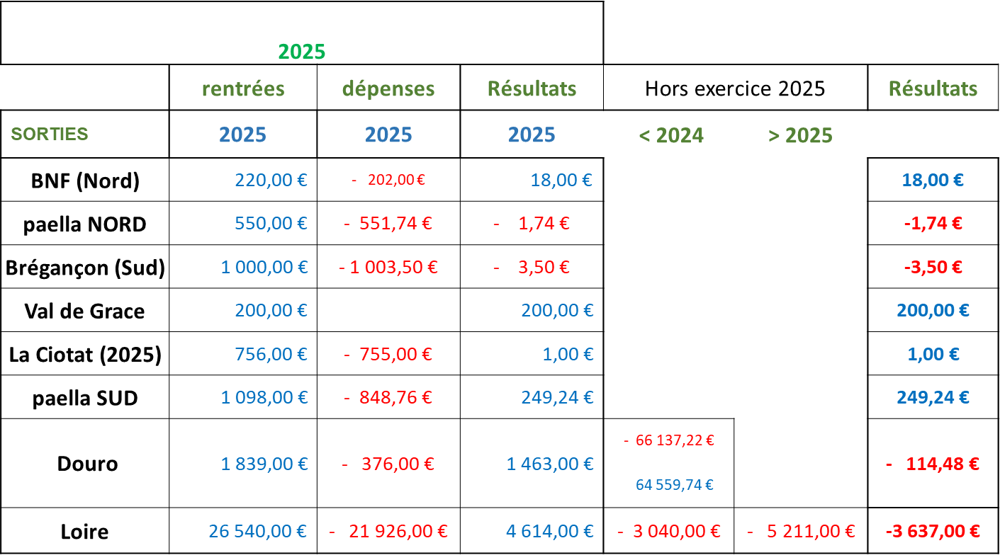 2025
rentrées dépenses Résultats Hors exercice 2025 Résultats
SORTIES 2025 2025 2025 < 2024 > 2025
BNF (Nord) 220,00 € - 202,00 € 18,00 € 18,00 €
paella NORD 550,00 € - 551,74 € - 1,74 € -1,74 €
Brégançon (Sud) 1 000,00 € - 1 003,50 € - 3,50 € -3,50 €
Val de Grace 200,00 € 200,00 € 200,00 €
La Ciotat (2025) 756,00 € - 755,00 € 1,00 € 1,00 €
paella SUD 1 098,00 € - 848,76 € 249,24 € 249,24 €
- 66 137,22 €
Douro 1 839,00 € - 376,00 € 1 463,00 € - 114,48 €
64 559,74 €
Loire 26 540,00 € - 21 926,00 € 4 614,00 € - 3 040,00 € - 5 211,00 € -3 637,00 €